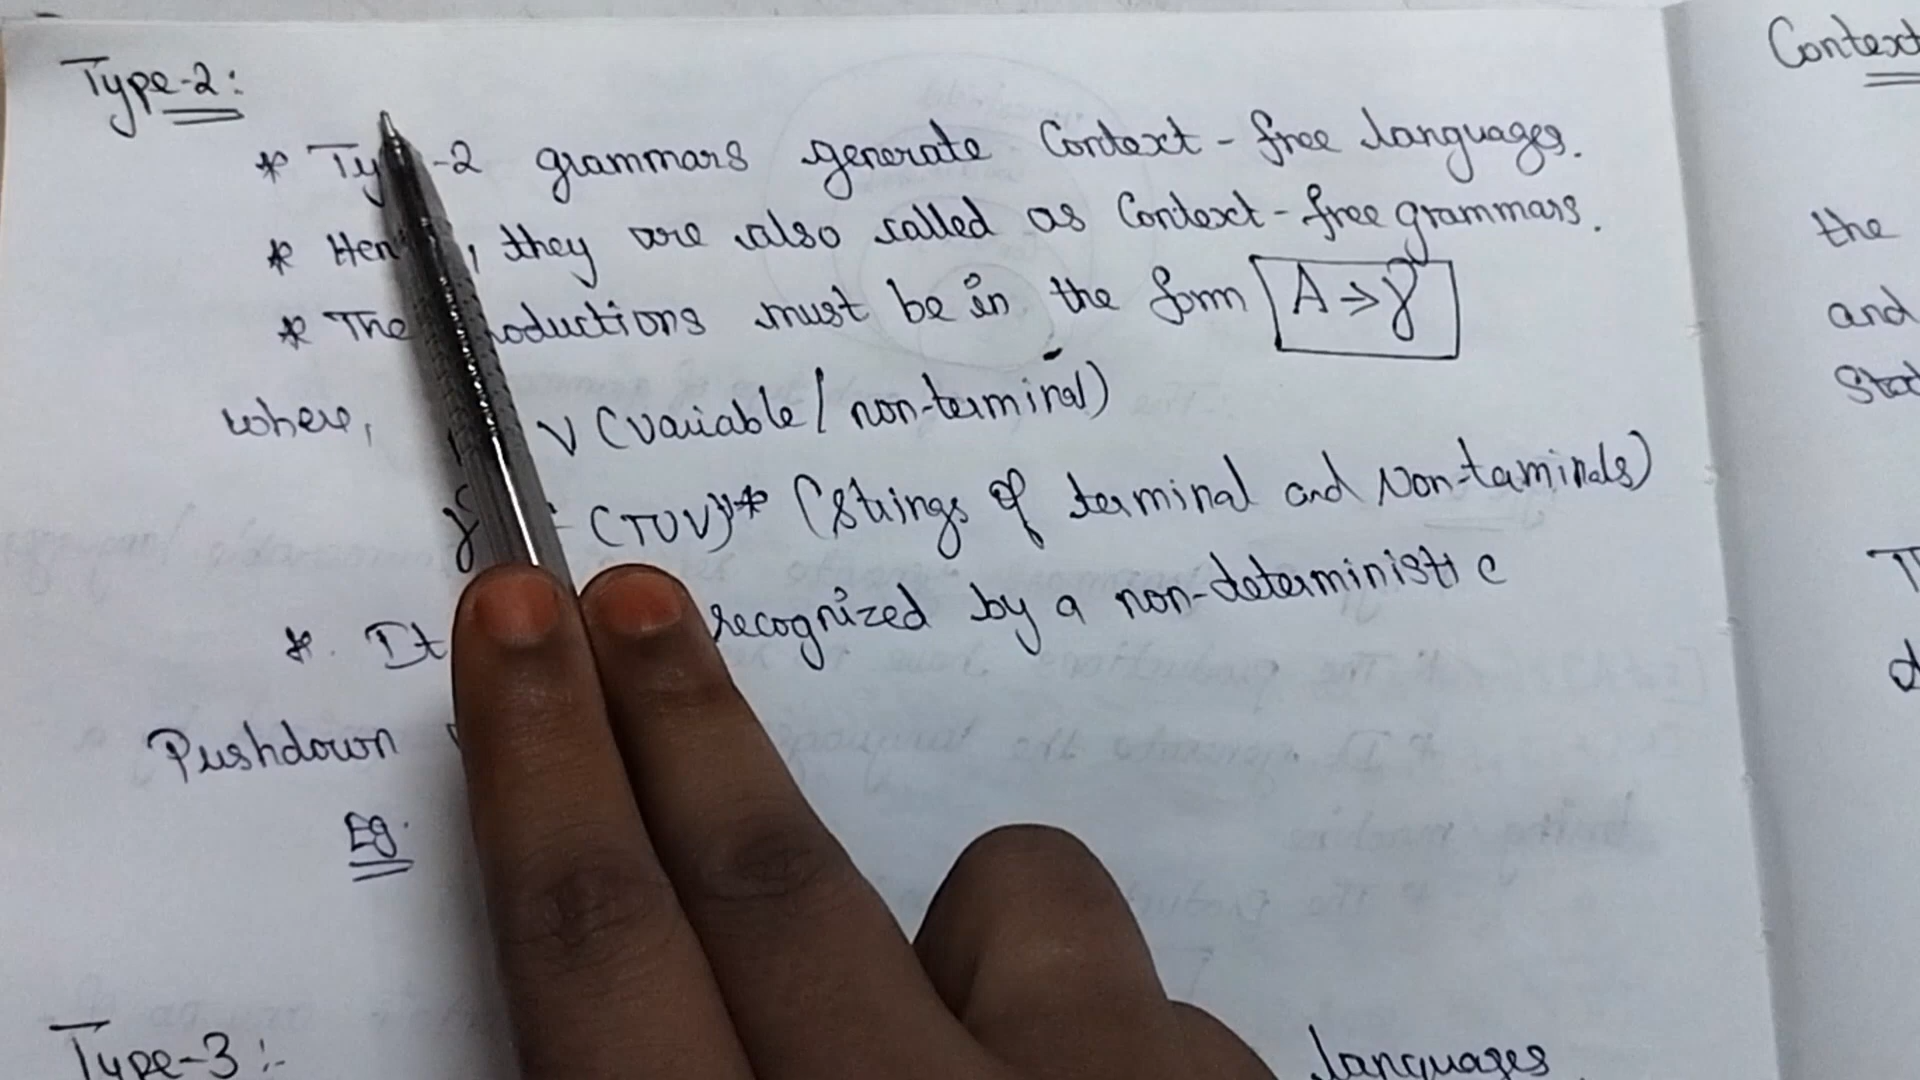 Type-2:
* Ty -2 grammars generate Context-free languages.
* Hen , they are also called as Context-free grammars.
* The oductions must be in the form A → γ
where, V (variable / non-terminal)
γ (TUV)* (strings of terminal and Non-terminals)
* It recognized by a non-deterministic
Pushdown
Eg.
Type-3 :-
languages
Context
the
and